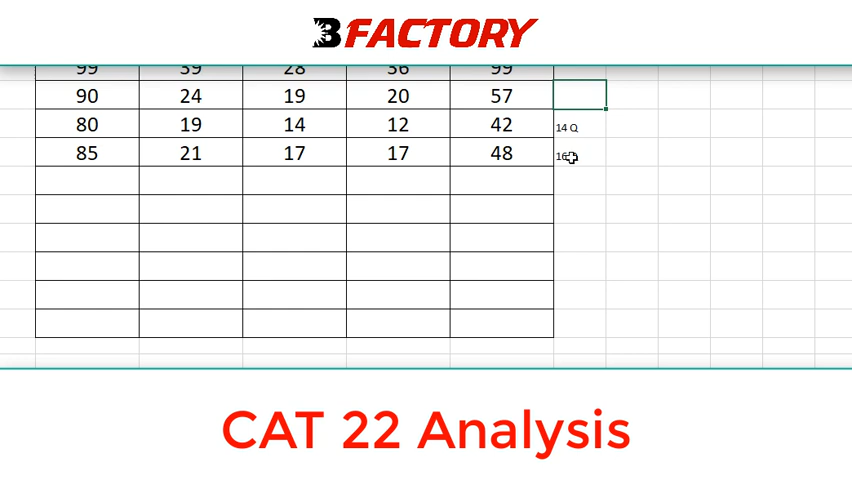 BFACTORY
99 39 28 36 99
90 24 19 20 57
80 19 14 12 42 14 Q
85 21 17 17 48
CAT 22 Analysis